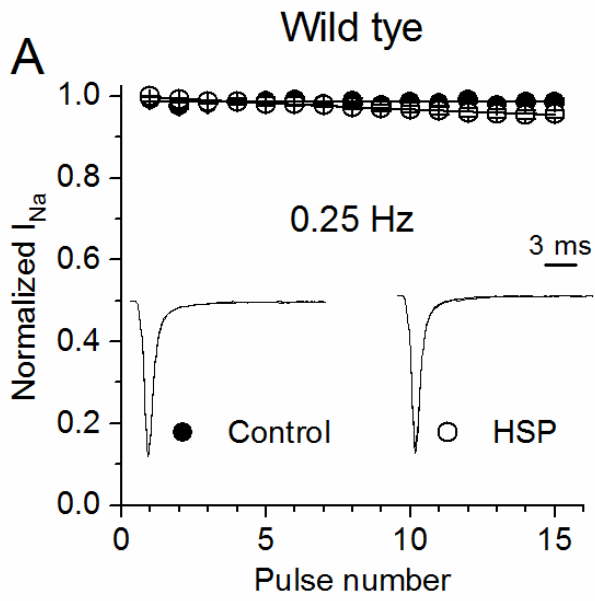 Wild tye
A
1.0
0.8
0.6
0.4
0.2
0.0
Normalized I_Na
0.25 Hz
3 ms
Control
HSP
0
5
10
15
Pulse number